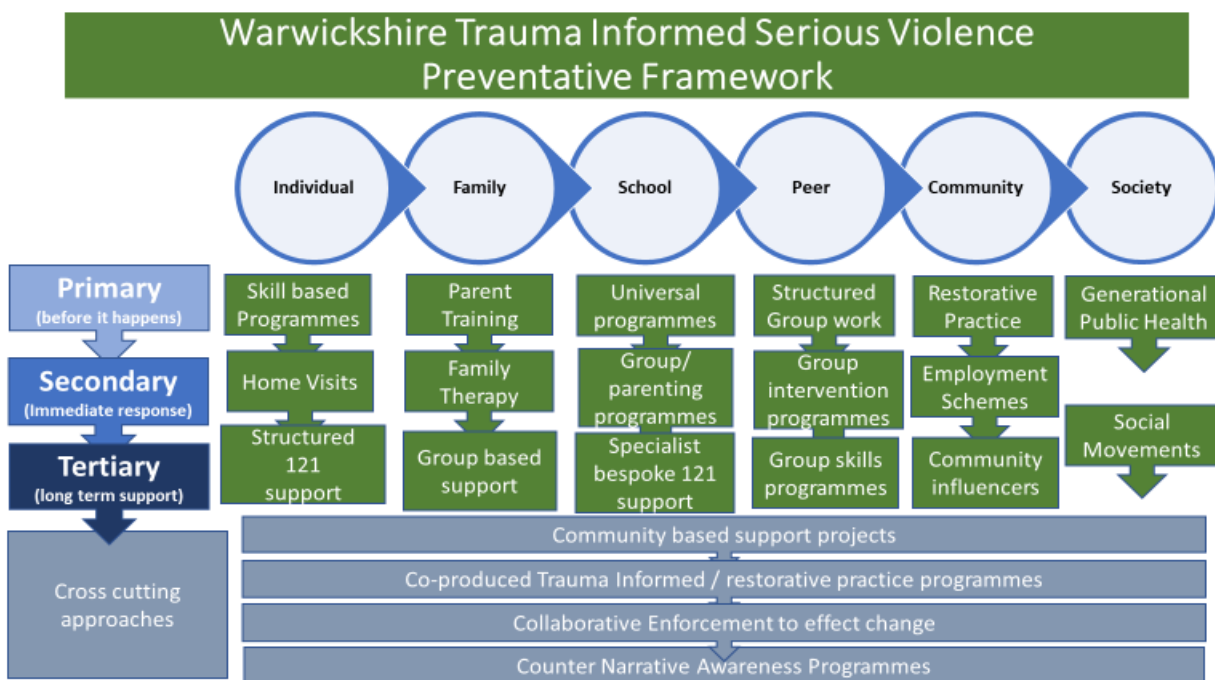 Warwickshire Trauma Informed Serious Violence
Preventative Framework
Individual
Family
School
Peer
Community
Society
Primary
(before it happens)
Skill based
Programmes
Parent
Training
Universal
programmes
Structured
Group work
Restorative
Practice
Generational
Public Health
Secondary
(Immediate response)
Home Visits
Family
Therapy
Group/
parenting
programmes
Group
intervention
programmes
Employment
Schemes
Tertiary
(long term support)
Structured
121
support
Group based
support
Specialist
bespoke 121
support
Group skills
programmes
Community
influencers
Social
Movements
Cross cutting
approaches
Community based support projects
Co-produced Trauma Informed / restorative practice programmes
Collaborative Enforcement to effect change
Counter Narrative Awareness Programmes